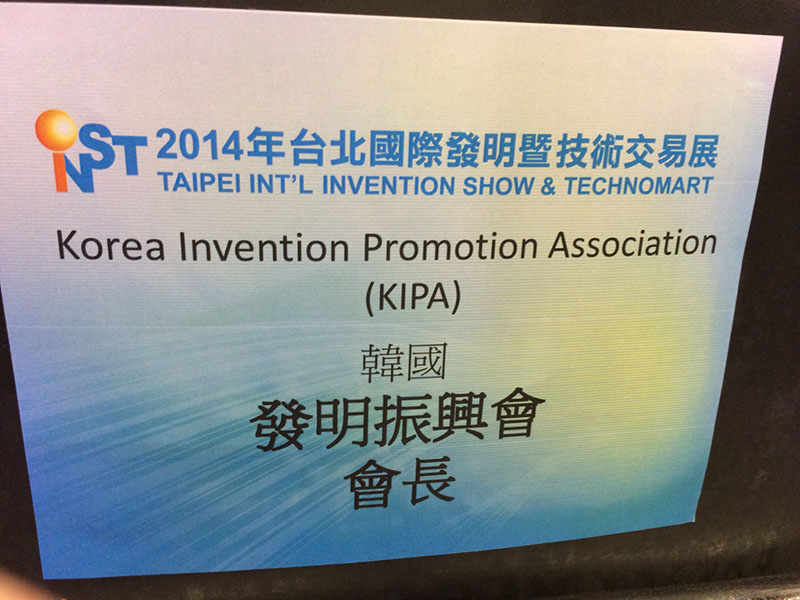 INST 2014年台北國際發明暨技術交易展
TAIPEI INT'L INVENTION SHOW & TECHNOMART
Korea Invention Promotion Association
(KIPA)
韓國
發明振興會
會長